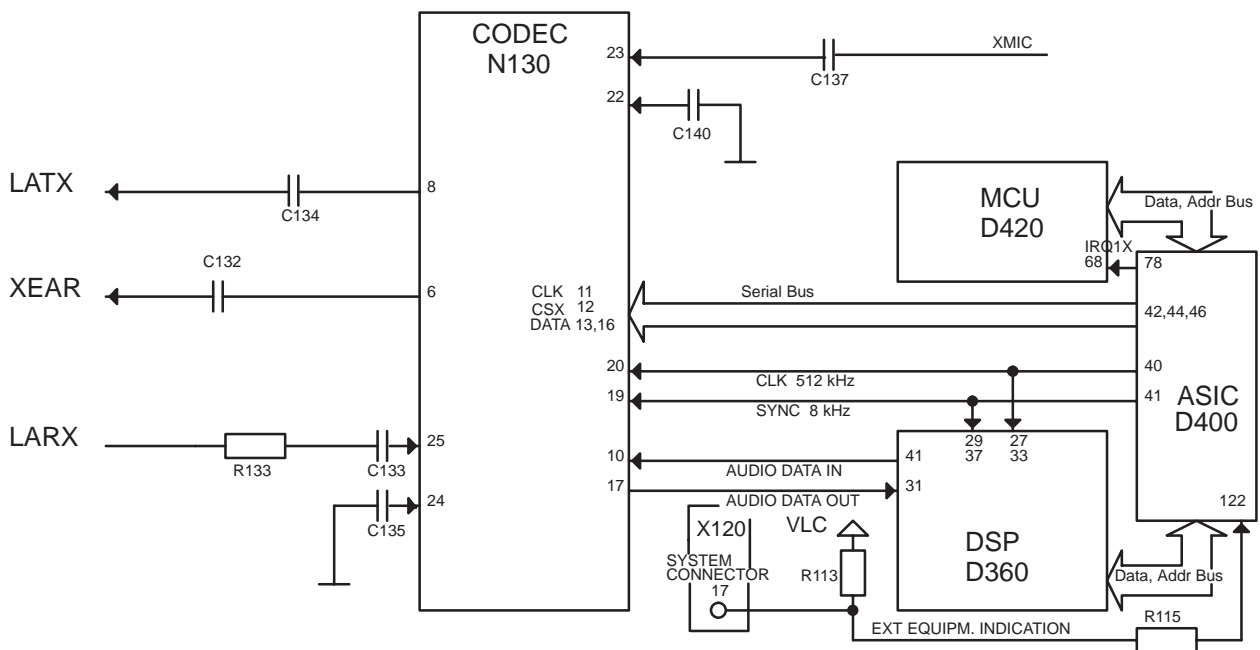 CODEC
N130
23
XMIC
C137
22
C140
LATX
8
C134
MCU
D420
Data, Addr Bus
IRQ1X
68
78
C132
XEAR
6
CLK 11
CSX 12
DATA 13,16
Serial Bus
42,44,46
20
CLK 512 kHz
40
19
SYNC 8 kHz
41
ASIC
D400
LARX
25
R133
C133
29
37
27
33
10
AUDIO DATA IN
41
17
AUDIO DATA OUT
31
24
C135
122
X120
VLC
SYSTEM
CONNECTOR
17
R113
DSP
D360
Data, Addr Bus
EXT EQUIPM. INDICATION
R115